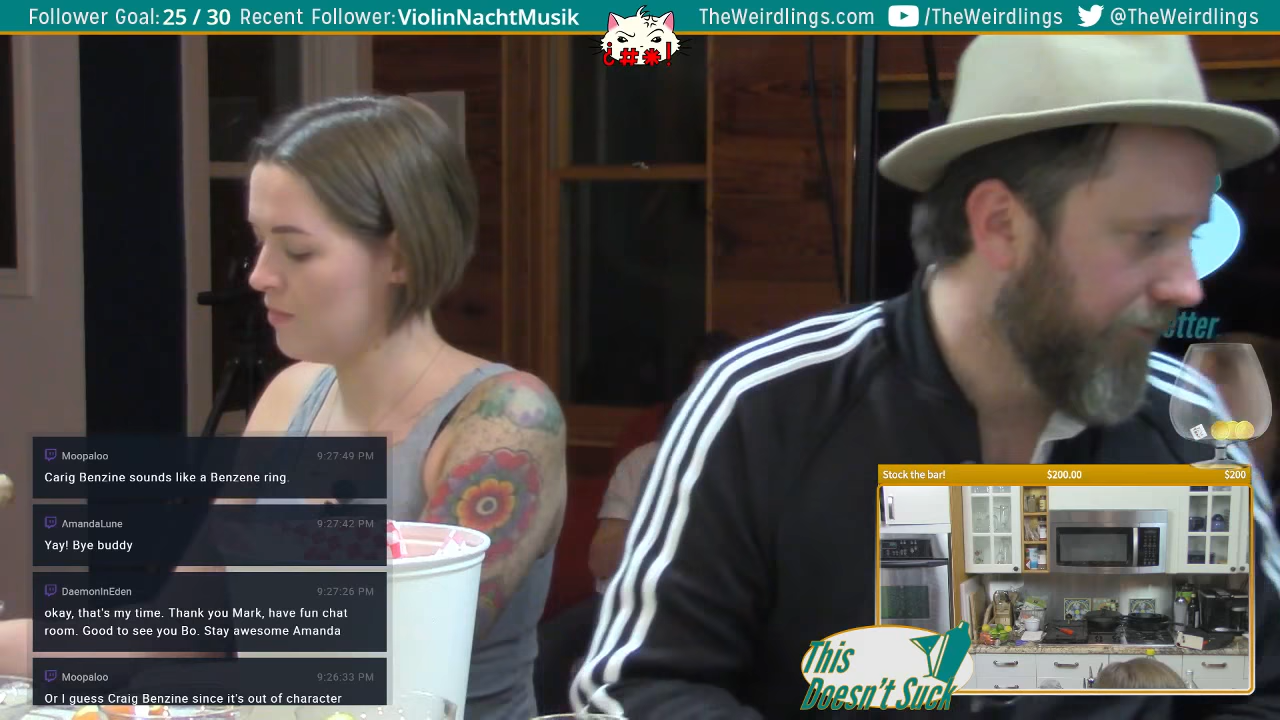 Follower Goal: 25 / 30 Recent Follower: ViolinNachtMusik
¿#*!
TheWeirdlings.com /TheWeirdlings @TheWeirdlings
etter
Moopaloo 9:27:49 PM
Carig Benzine sounds like a Benzene ring.
AmandaLune 9:27:42 PM
Yay! Bye buddy
DaemonInEden 9:27:26 PM
okay, that's my time. Thank you Mark, have fun chat
room. Good to see you Bo. Stay awesome Amanda
Moopaloo 9:26:33 PM
Or I guess Craig Benzine since it's out of character
Stock the bar! $200.00 $200
This
Doesn't Suck